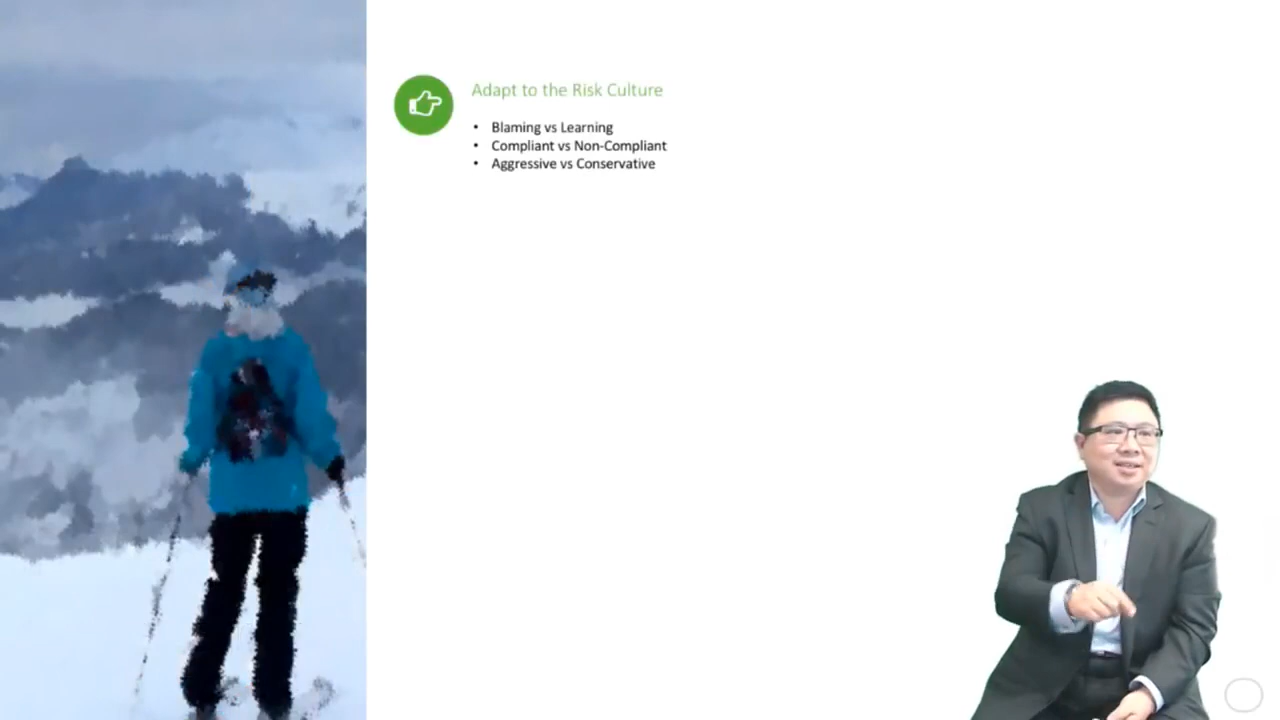 Adapt to the Risk Culture
• Blaming vs Learning
• Compliant vs Non-Compliant
• Aggressive vs Conservative